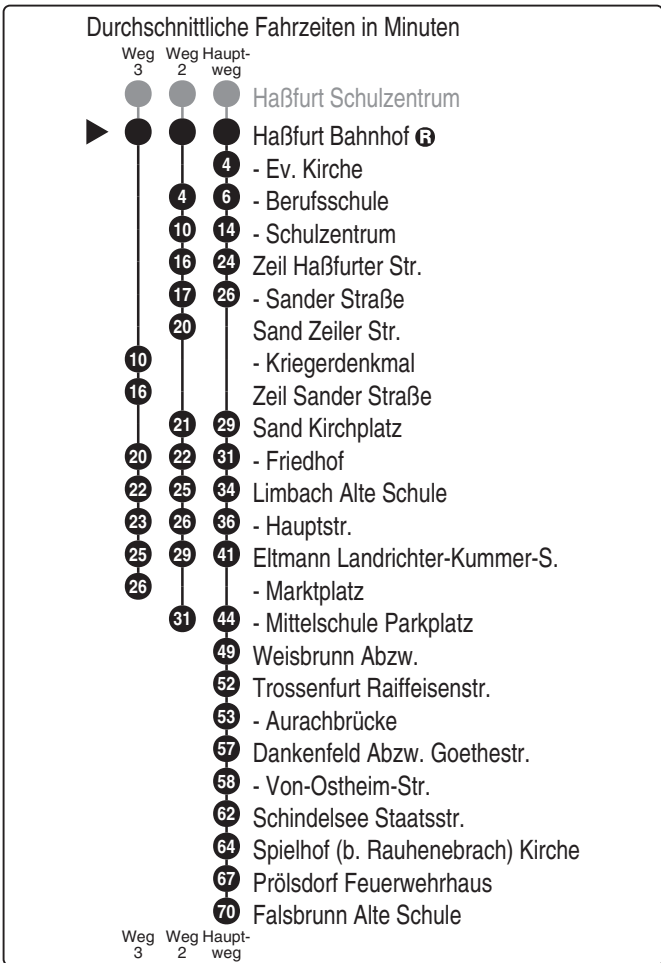 Durchschnittliche Fahrzeiten in Minuten
Weg Weg Haupt-
3 2 weg
Haßfurt Schulzentrum
Haßfurt Bahnhof R
4 - Ev. Kirche
4 6 - Berufsschule
10 14 - Schulzentrum
16 24 Zeil Haßfurter Str.
17 26 - Sander Straße
20 Sand Zeiler Str.
10 - Kriegerdenkmal
16 Zeil Sander Straße
21 29 Sand Kirchplatz
20 22 31 - Friedhof
22 25 34 Limbach Alte Schule
23 26 36 - Hauptstr.
25 29 41 Eltmann Landrichter-Kummer-S.
26 - Marktplatz
31 44 - Mittelschule Parkplatz
49 Weisbrunn Abzw.
52 Trossenfurt Raiffeisenstr.
53 - Aurachbrücke
57 Dankenfeld Abzw. Goethestr.
58 - Von-Ostheim-Str.
62 Schindelsee Staatsstr.
64 Spielhof (b. Rauhenebrach) Kirche
67 Prölsdorf Feuerwehrhaus
70 Falsbrunn Alte Schule
Weg Weg Haupt-
3 2 weg